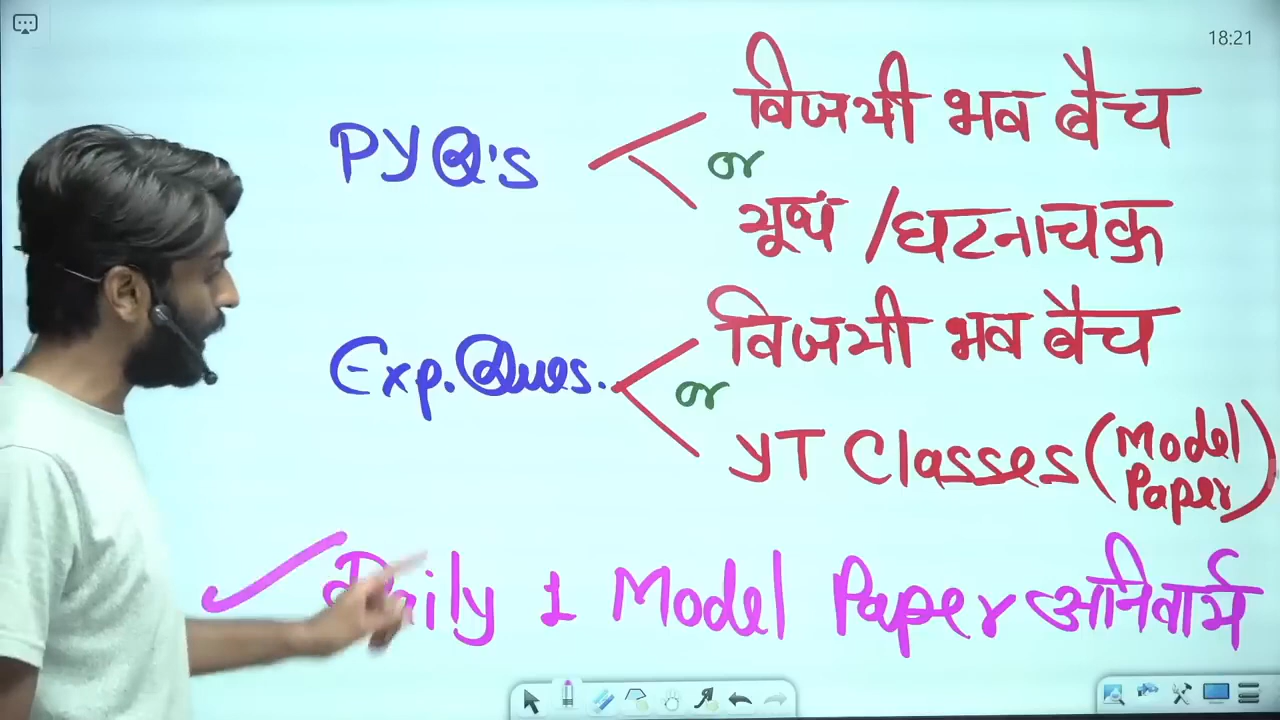 18:21
PYQ's
विजयी भव बैच
or
यूथ /घटनाचक्र
Exp. Ques.
विजयी भव बैच
or
YT Classes (Model Paper)
Daily 1 Model Paper अनिवार्य